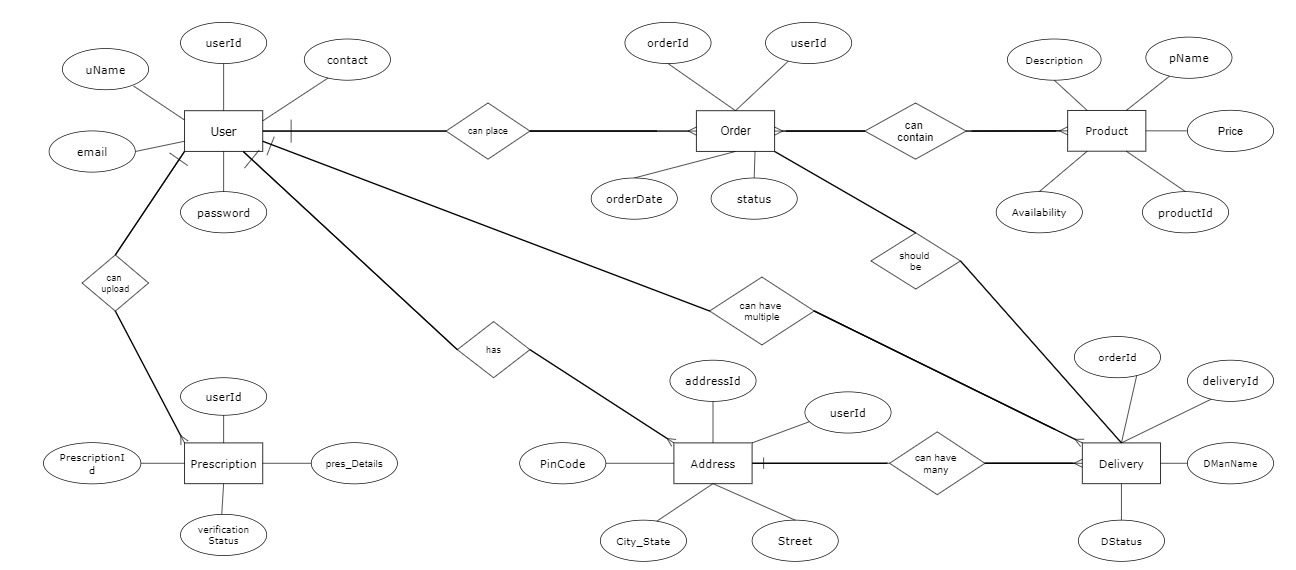 userId
orderId
userId
contact
Description
pName
uName
User
can place
Order
can
contain
Product
Price
email
password
orderDate
status
Availability
productId
can
upload
should
be
can have
multiple
has
orderId
addressId
deliveryId
userId
userId
PrescriptionI
d
Prescription
pres_Details
PinCode
Address
can have
many
Delivery
DManName
verification
Status
City_State
Street
DStatus